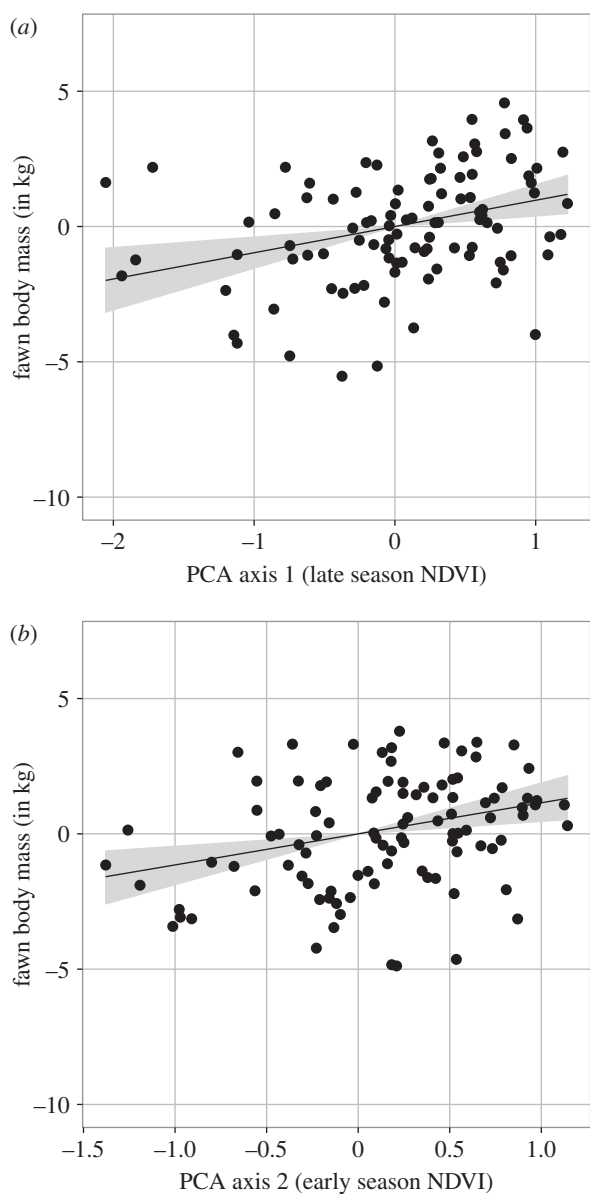 (a)
5
0
−5
−10
fawn body mass (in kg)
−2 −1 0 1
PCA axis 1 (late season NDVI)
(b)
5
0
−5
−10
fawn body mass (in kg)
−1.5 −1.0 −0.5 0 0.5 1.0
PCA axis 2 (early season NDVI)